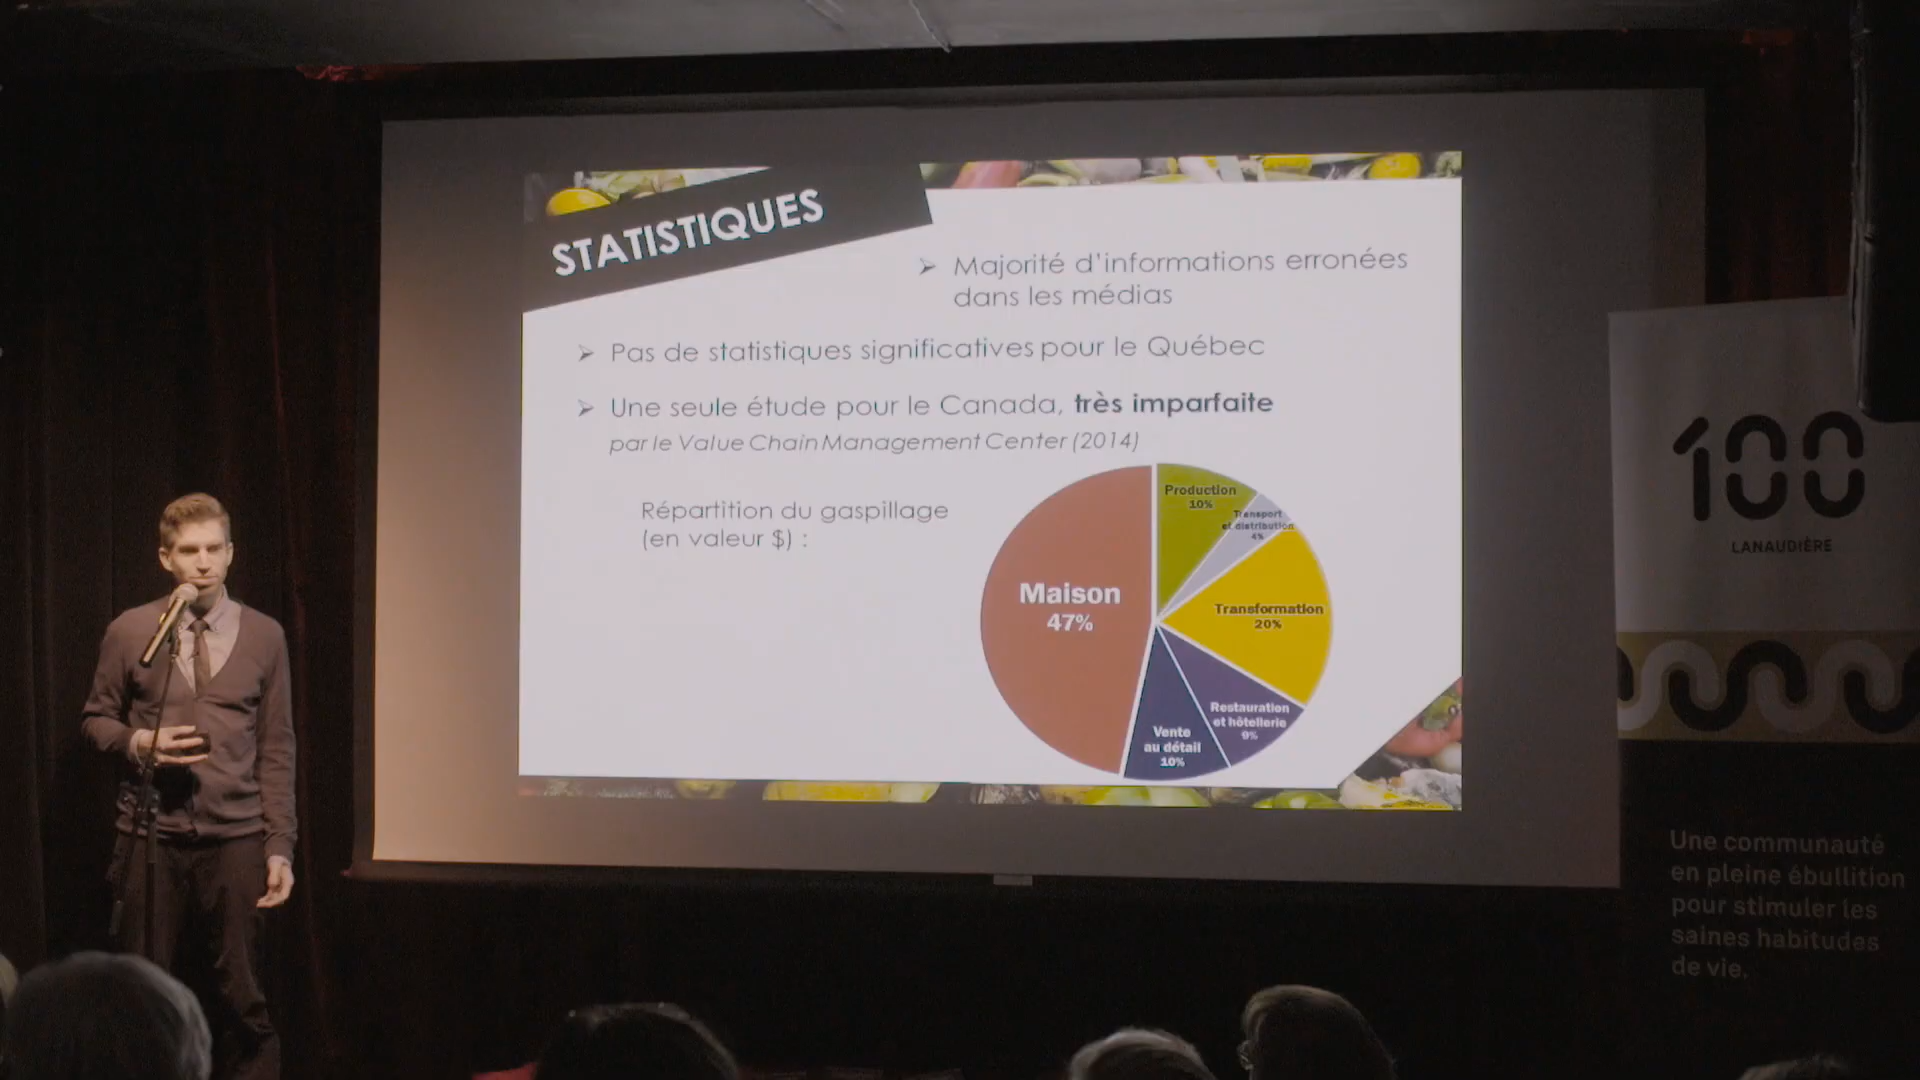 STATISTIQUES
➢ Majorité d'informations erronées
dans les médias
➢ Pas de statistiques significatives pour le Québec
➢ Une seule étude pour le Canada, très imparfaite
par le Value Chain Management Center (2014)
Répartition du gaspillage
(en valeur $) :
Production
10%
Transport
et distribution
4%
Maison
47%
Transformation
20%
Restauration
et hôtellerie
9%
Vente
au détail
10%
100
LANAUDIÈRE
Une communauté
en pleine ébullition
pour stimuler les
saines habitudes
de vie.